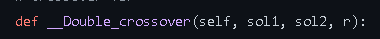 def __Double_crossover(self, sol1, sol2, r):